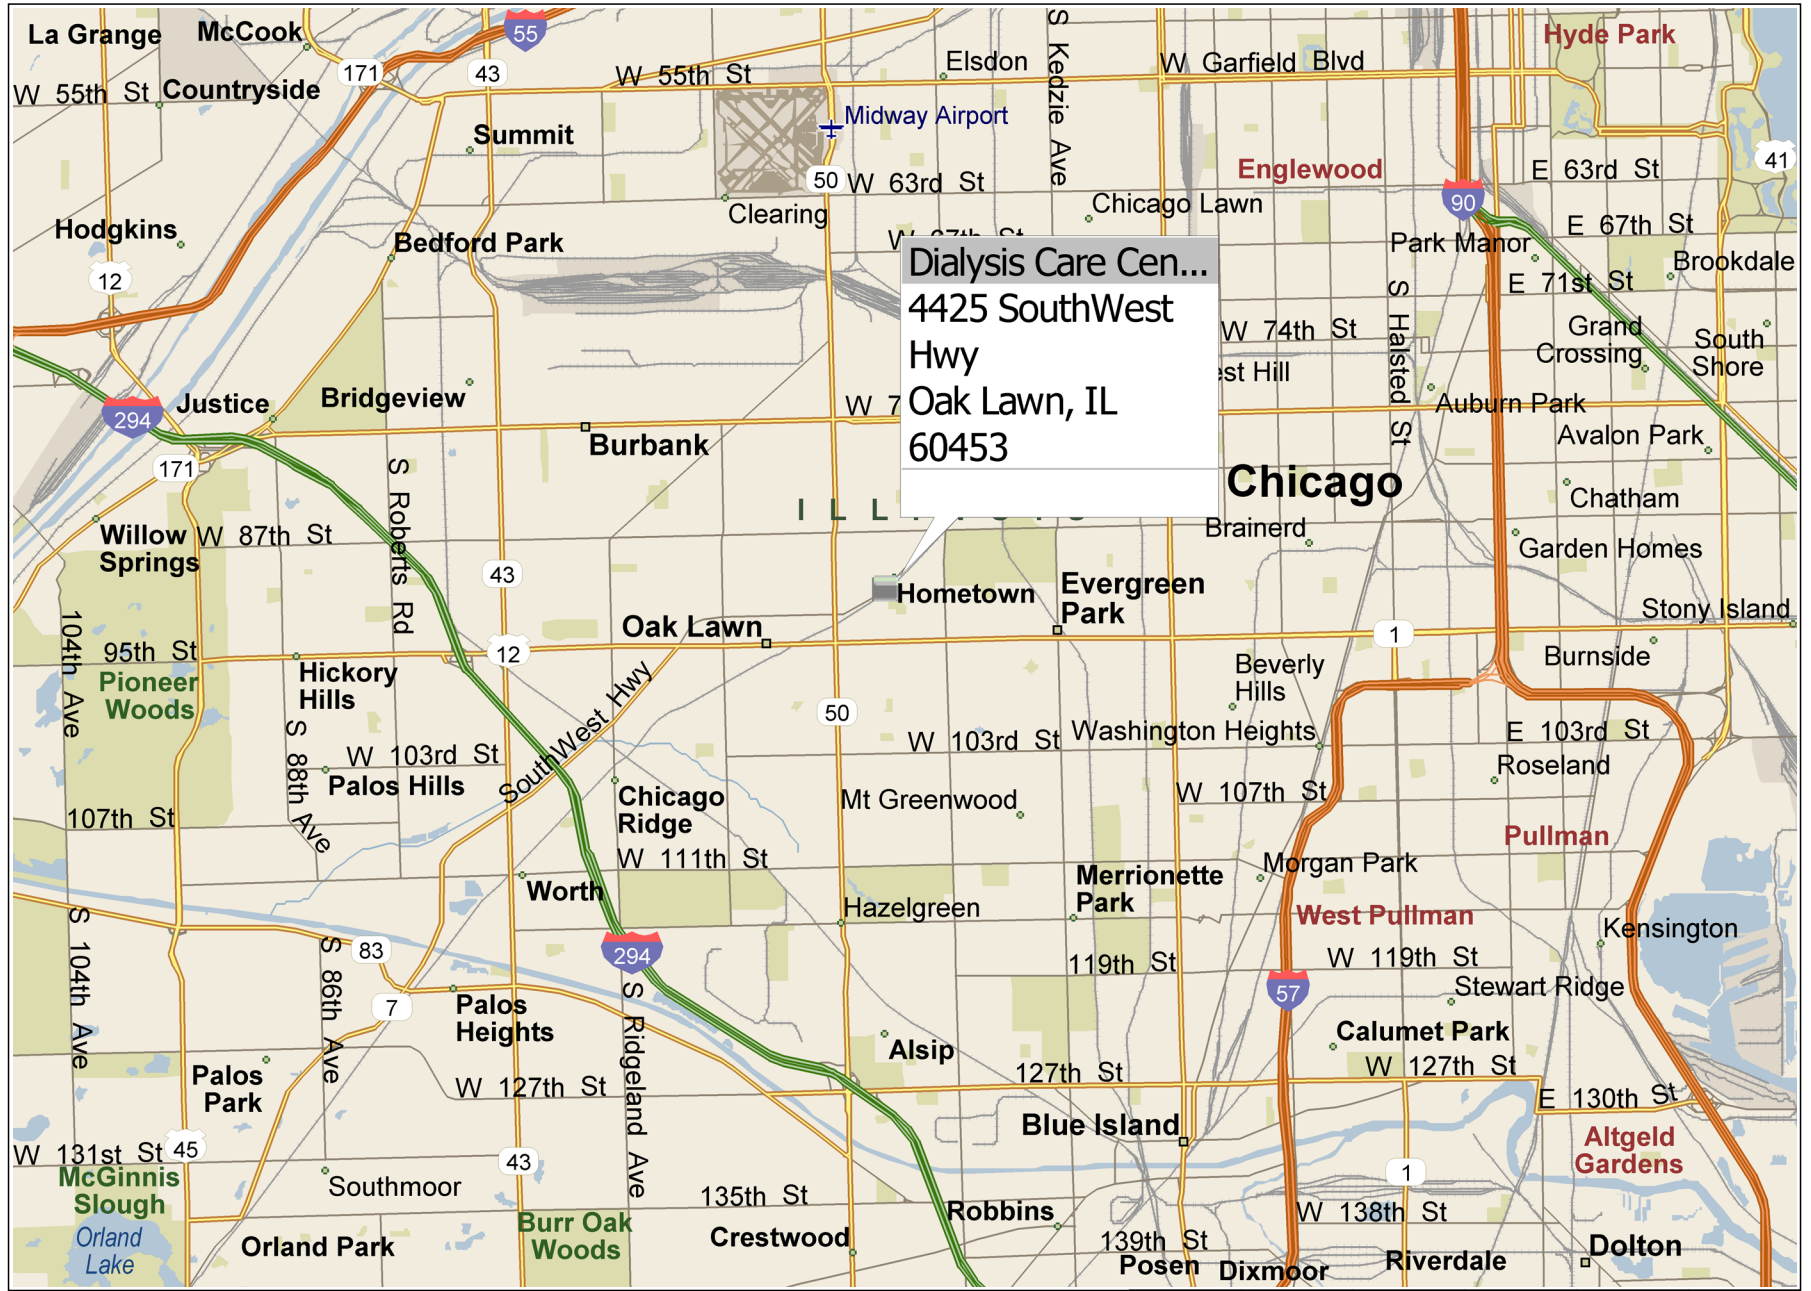 La Grange
McCook
55
Hyde Park
171
43
W 55th St
Elsdon
S Kedzie Ave
W Garfield Blvd
W 55th St
Countryside
Summit
Midway Airport
41
50
W 63rd St
Englewood
E 63rd St
Clearing
Chicago Lawn
90
E 67th St
Hodgkins
Bedford Park
W 67th St
Park Manor
Brookdale
12
Dialysis Care Cen...
4425 SouthWest
Hwy
Oak Lawn, IL
60453
E 71st St
S Halsted St
W 74th St
Grand
Crossing
South
Shore
est Hill
294
Justice
Bridgeview
W 7
Auburn Park
Burbank
Avalon Park
171
S Roberts Rd
Chicago
Chatham
ILLINOIS
Willow
Springs
W 87th St
Brainerd
Garden Homes
43
Hometown
Evergreen
Park
Stony Island
104th Ave
Oak Lawn
1
95th St
12
Pioneer
Woods
Hickory
Hills
SouthWest Hwy
Beverly
Hills
Burnside
50
S 88th Ave
W 103rd St
W 103rd St
Washington Heights
E 103rd St
Palos Hills
Roseland
Chicago
Ridge
Mt Greenwood
W 107th St
107th St
Pullman
W 111th St
Morgan Park
Worth
Merrionette
Park
Hazelgreen
West Pullman
S 104th Ave
Kensington
83
S 86th Ave
294
119th St
W 119th St
57
Stewart Ridge
7
Palos
Heights
S Ridgeland Ave
Calumet Park
Alsip
Palos
Park
W 127th St
127th St
W 127th St
E 130th St
Blue Island
45
W 131st St
43
Altgeld
Gardens
McGinnis
Slough
Southmoor
1
135th St
Robbins
W 138th St
Orland
Lake
Orland Park
Burr Oak
Woods
Crestwood
139th St
Posen
Dixmoor
Riverdale
Dolton